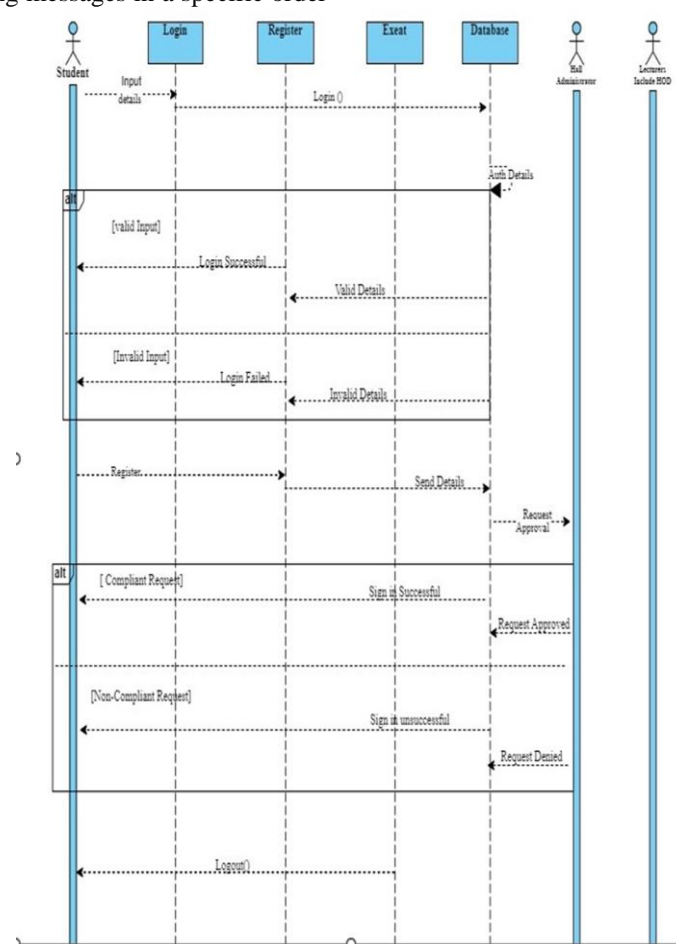 ng messages in a specific order
Login
Register
Exeat
Database
Student
Hall
Administrator
Lecturers
Include HOD
Input
details
Login ()
Auth Details
alt
[valid Input]
Login Successful
Valid Details
[Invalid Input]
Login Failed
Invalid Details
Register
Send Details
Request
Approval
alt
[ Compliant Request]
Sign in Successful
Request Approved
[Non-Compliant Request]
Sign in unsuccessful
Request Denied
Logout()